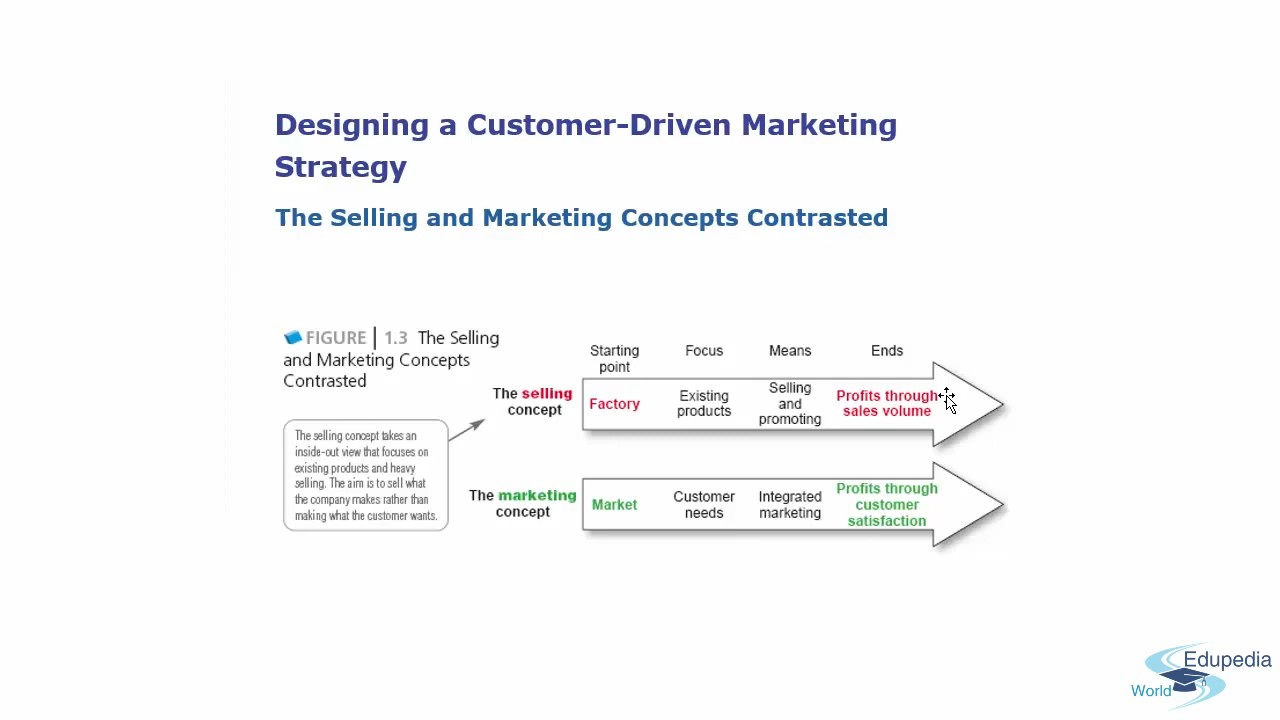 Designing a Customer-Driven Marketing
Strategy
The Selling and Marketing Concepts Contrasted
FIGURE | 1.3 The Selling
and Marketing Concepts
Contrasted
The selling concept takes an
inside-out view that focuses on
existing products and heavy
selling. The aim is to sell what
the company makes rather than
making what the customer wants.
Starting
point
Focus
Means
Ends
The selling
concept
Factory
Existing
products
Selling
and
promoting
Profits through
sales volume
The marketing
concept
Market
Customer
needs
Integrated
marketing
Profits through
customer
satisfaction
Edupedia
World